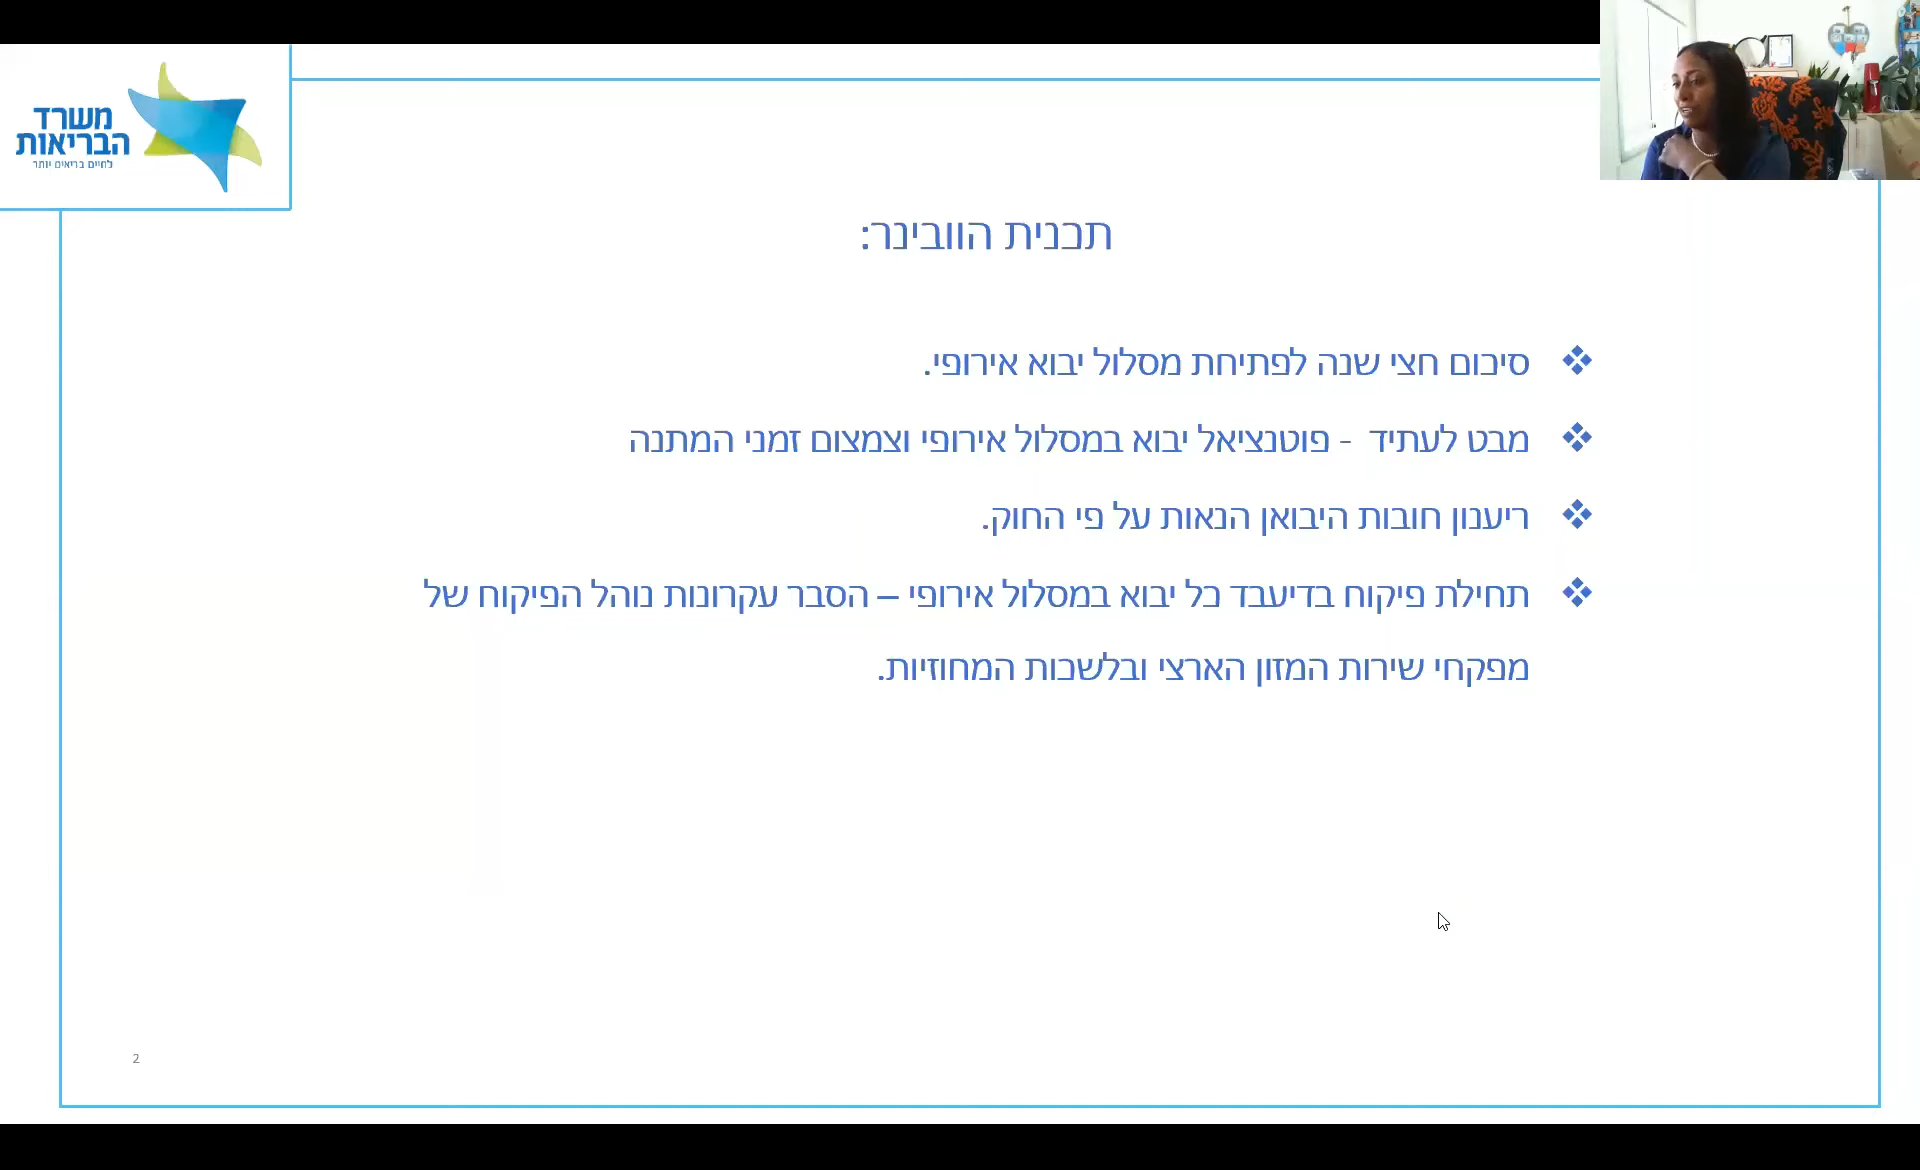 משרד
הבריאות
לחיים בריאים יותר
תכנית הוובינר:
סיכום חצי שנה לפתיחת מסלול יבוא אירופי.
מבט לעתיד - פוטנציאל יבוא במסלול אירופי וצמצום זמני המתנה
ריענון חובות היבואן הנאות על פי החוק.
תחילת פיקוח בדיעבד כל יבוא במסלול אירופי – הסבר עקרונות נוהל הפיקוח של
מפקחי שירות המזון הארצי ובלשכות המחוזיות.
2